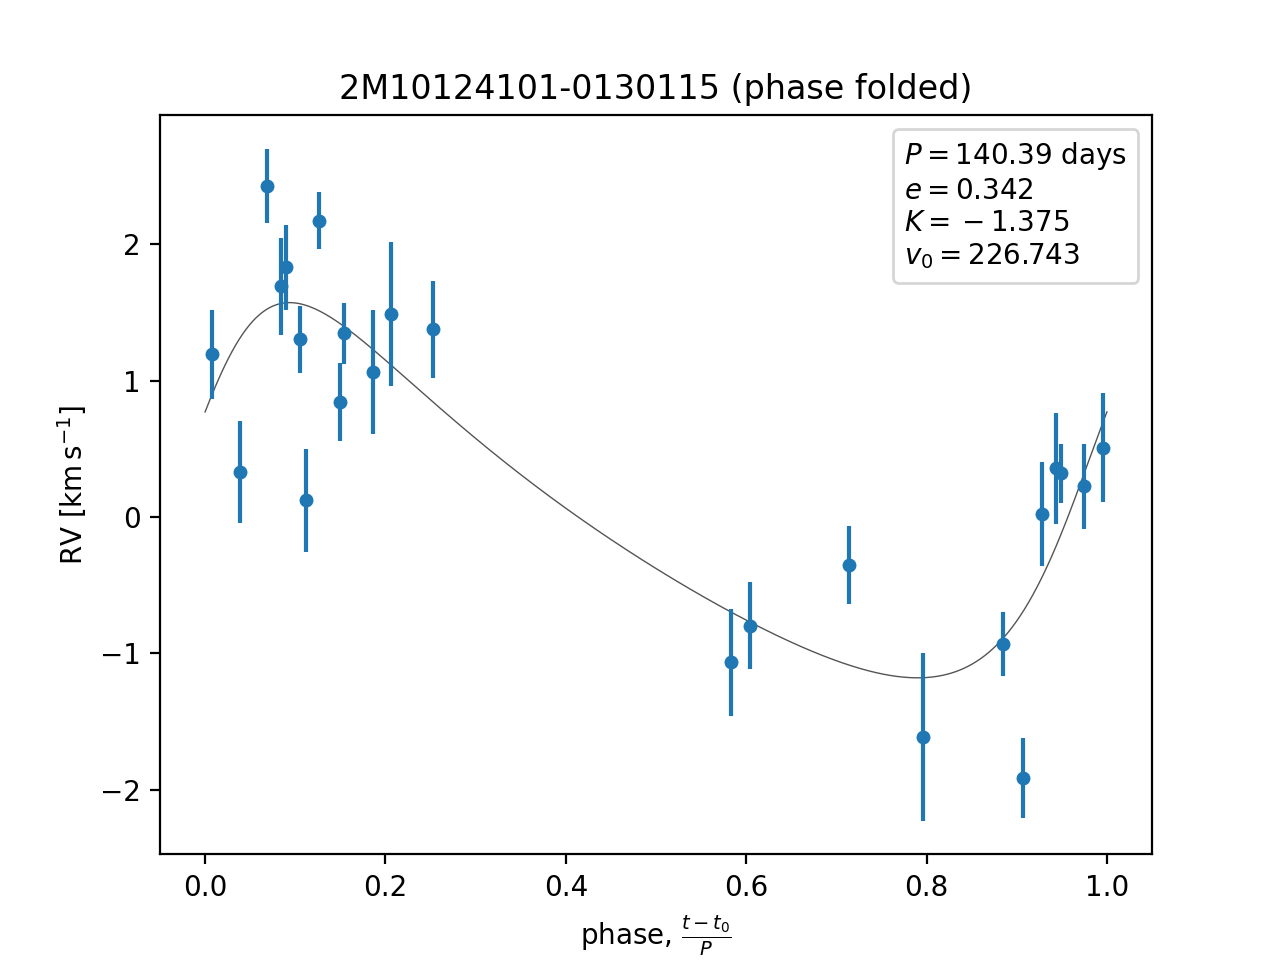 2M10124101-0130115 (phase folded)
P = 140.39 days
e = 0.342
K = −1.375
v₀ = 226.743
RV [km s⁻¹]
2
1
0
−1
−2
0.0 0.2 0.4 0.6 0.8 1.0
phase, (t − t₀)/P